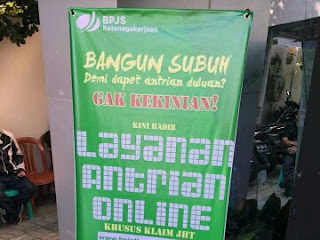 BPJS
Ketenagakerjaan
BANGUN SUBUH
Demi dapet antrian duluan?
GAK KEKINIAN!
KINI HADIR
Layanan
Antrian
Online
KHUSUS KLAIM JHT